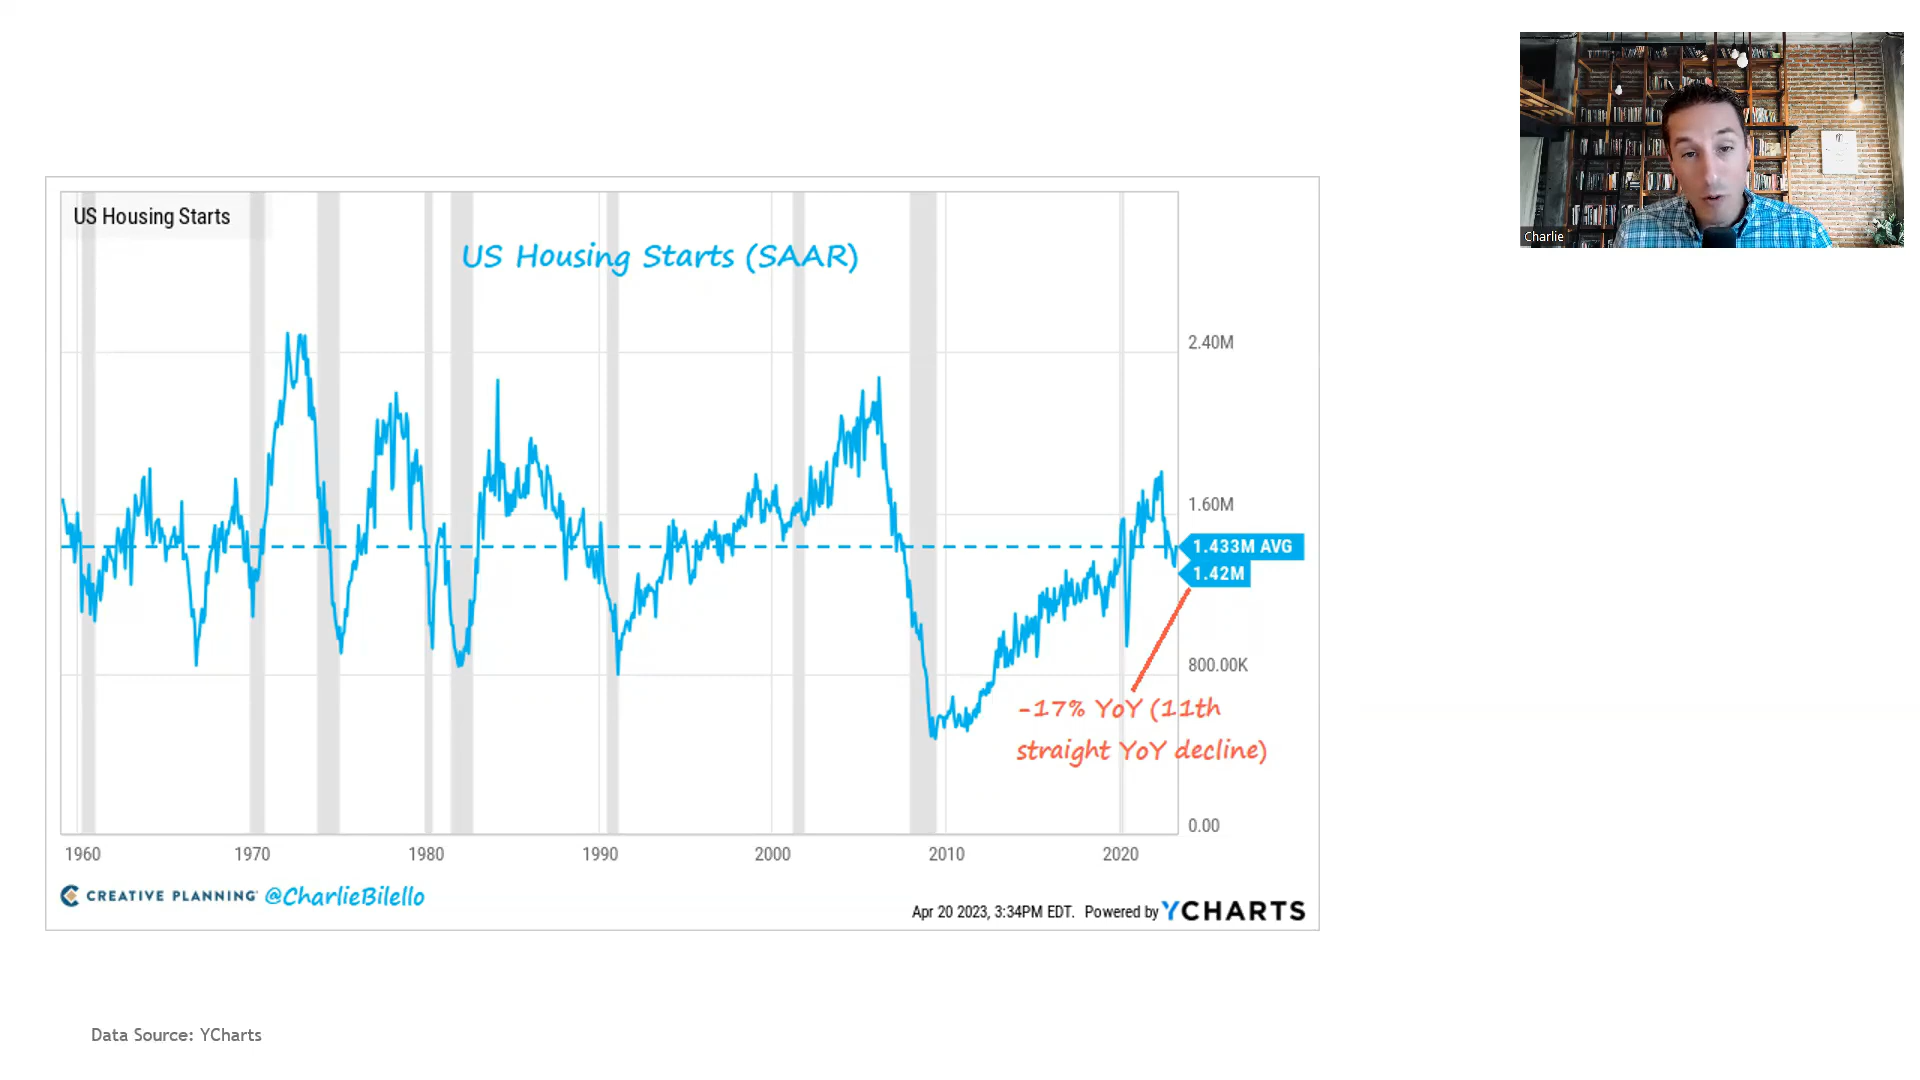 Charlie
US Housing Starts
US Housing Starts (SAAR)
2.40M
1.60M
1.433M AVG
1.42M
800.00K
-17% YoY (11th
straight YoY decline)
0.00
1960 1970 1980 1990 2000 2010 2020
CREATIVE PLANNING @CharlieBilello
Apr 20 2023, 3:34PM EDT. Powered by YCHARTS
Data Source: YCharts